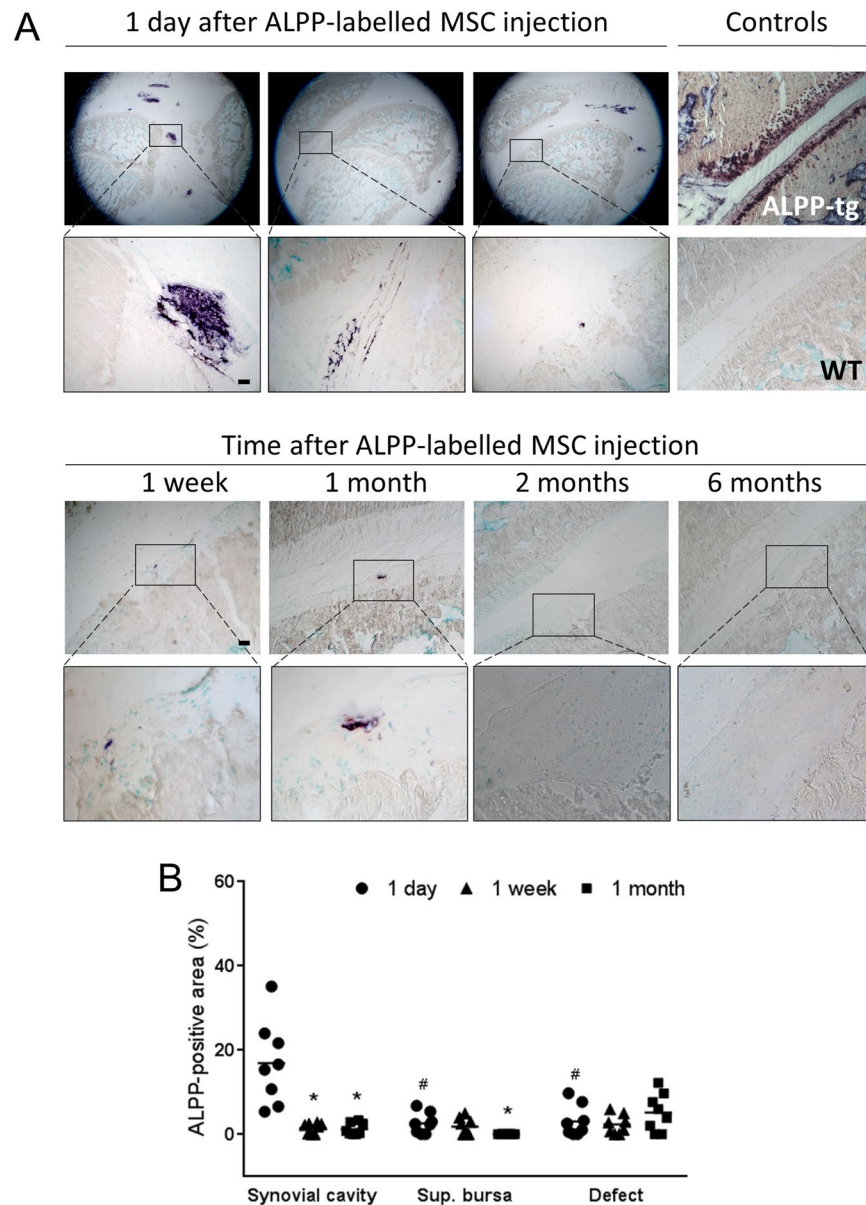 A
1 day after ALPP-labelled MSC injection
Controls
ALPP-tg
WT
Time after ALPP-labelled MSC injection
1 week
1 month
2 months
6 months
B
1 day
1 week
1 month
ALPP-positive area (%)
60
40
20
0
#
#
*
*
*
Synovial cavity
Sup. bursa
Defect